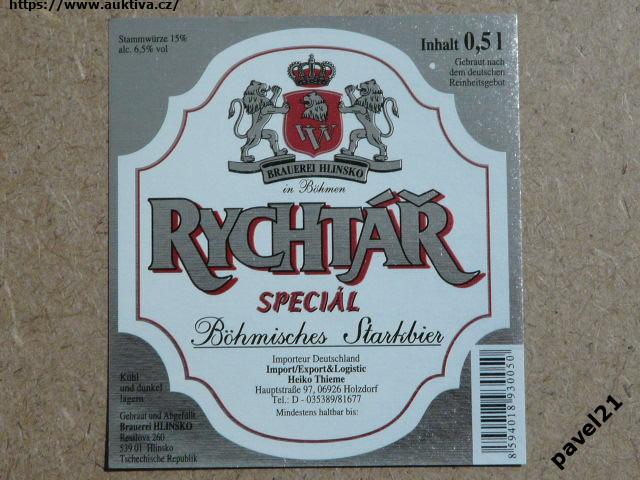 https://www.auktiva.cz/
Stammwürze 15%
alc. 6,5% vol
Inhalt 0,5 l
Gebraut nach
dem deutschen
Reinheitsgebot
BRAUEREI HLINSKO
in Böhmen
RYCHTÁŘ
SPECIÁL
Böhmisches Starkbier
Importeur Deutschland
Import/Export&Logistic
Heiko Thieme
Hauptstraße 97, 06926 Holzdorf
Tel.: D - 035389/81677
Mindestens haltbar bis:
Kühl
und dunkel
lagern
Gebraut und Abgefüllt
Brauerei HLINSKO
Resslova 260
539 01 Hlinsko
Tschechische Republik
8594018930050
pavel21